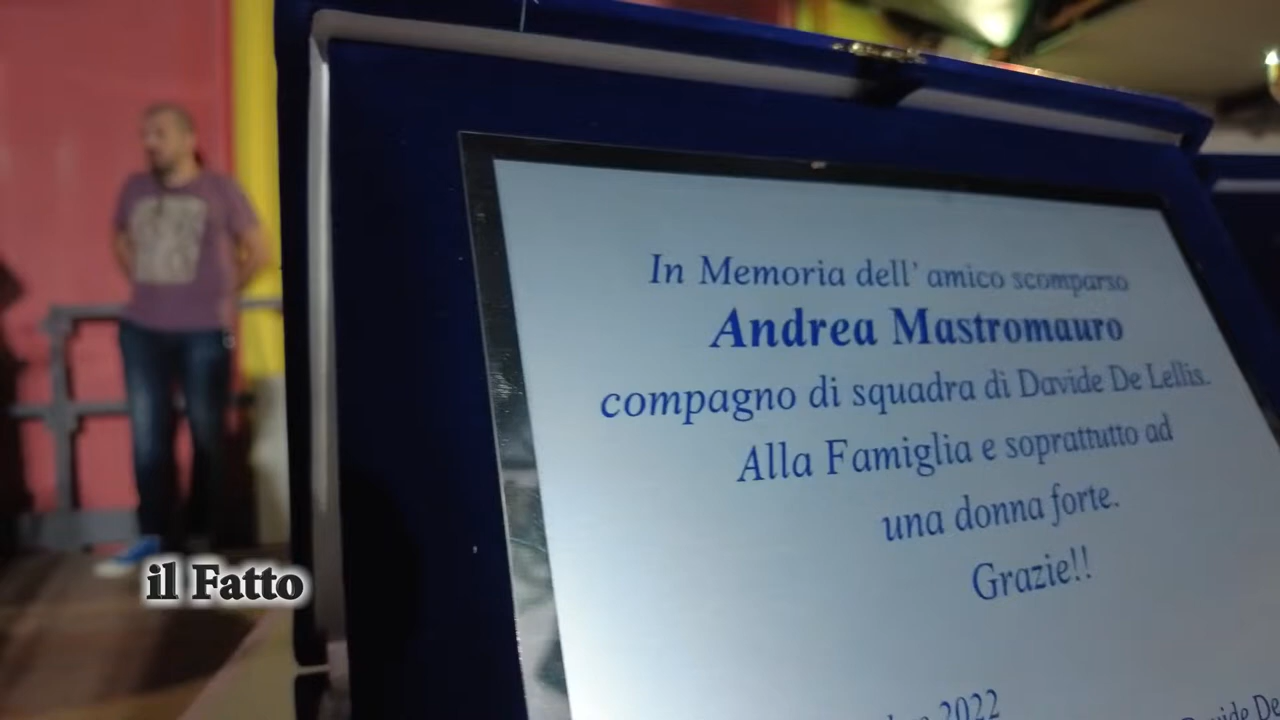 In Memoria dell' amico scomparso
Andrea Mastromauro
compagno di squadra di Davide De Lellis.
Alla Famiglia e soprattutto ad
una donna forte.
Grazie!!
2022
il Fatto